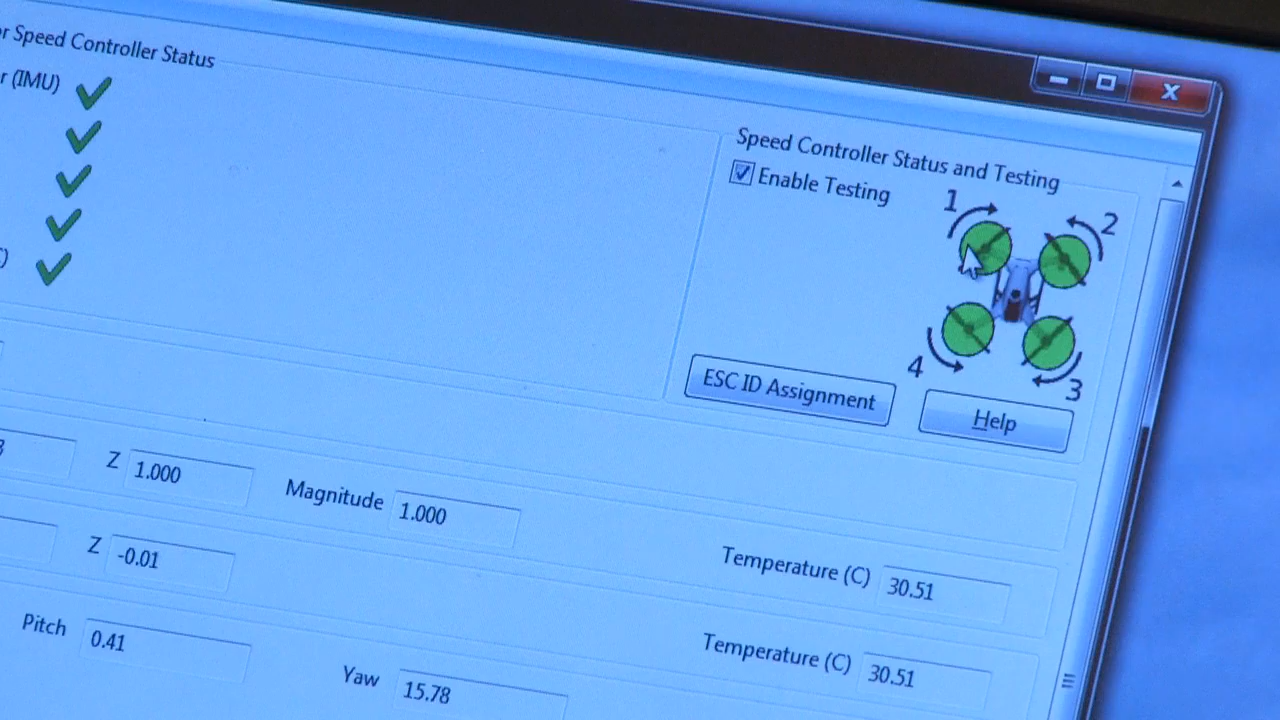 Speed Controller Status
(IMU)
Speed Controller Status and Testing
Enable Testing
1
2
4
3
ESC ID Assignment
Help
Z 1.000 Magnitude 1.000
Z -0.01
Temperature (C) 30.51
Pitch 0.41
Temperature (C) 30.51
Yaw 15.78